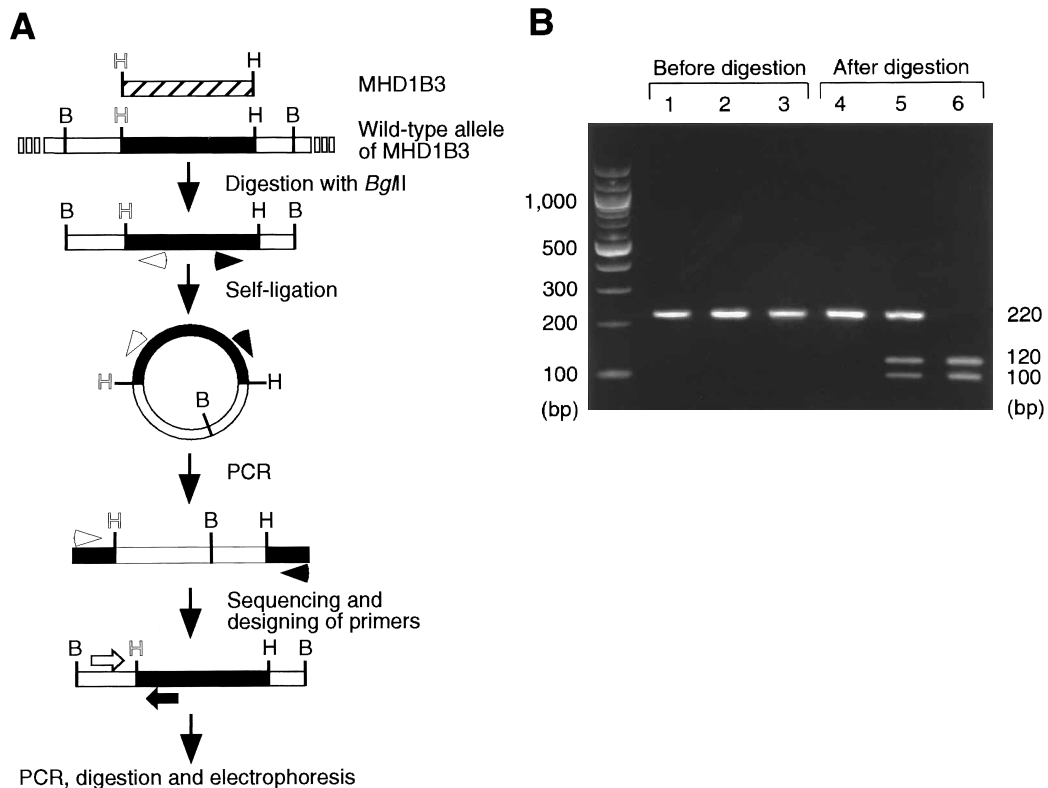 A
H H
MHD1B3
B H H B
Wild-type allele
of MHD1B3
Digestion with BglII
B H H B
Self-ligation
H H
B
PCR
H B H
Sequencing and
designing of primers
B H H B
PCR, digestion and electrophoresis
B
Before digestion After digestion
1 2 3 4 5 6
1,000
500
300
200
100
(bp)
220
120
100
(bp)